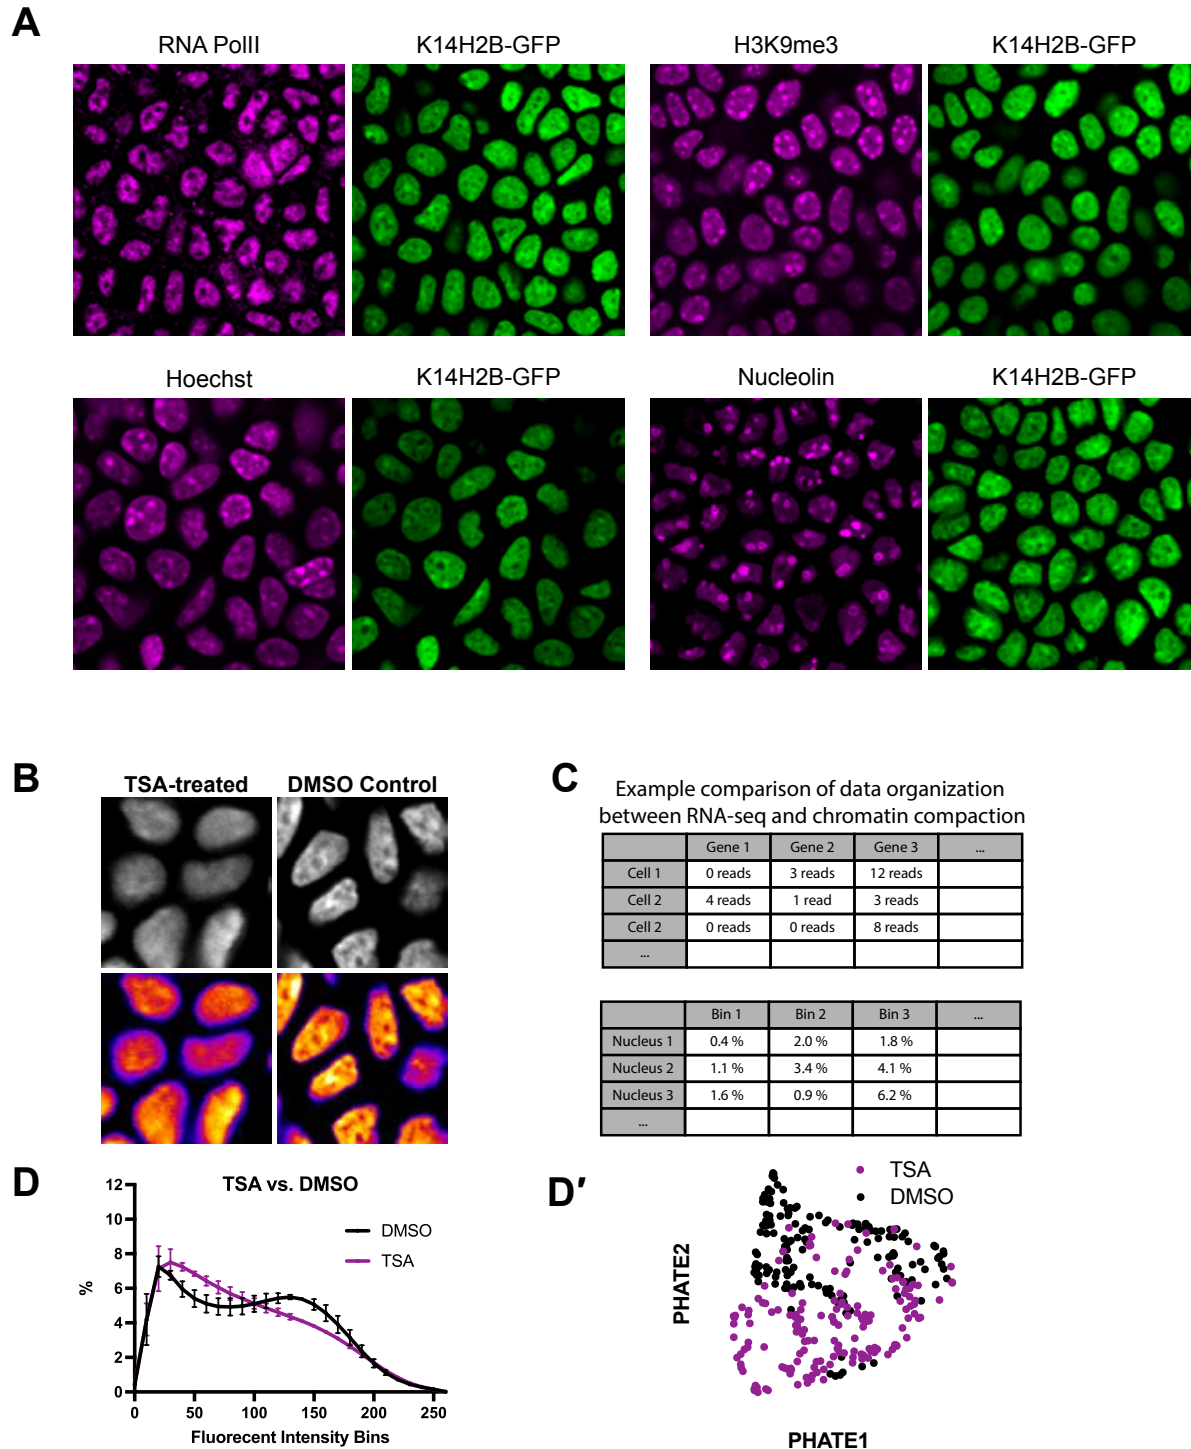 A
RNA PolII
K14H2B-GFP
H3K9me3
K14H2B-GFP
Hoechst
K14H2B-GFP
Nucleolin
K14H2B-GFP
B
TSA-treated
DMSO Control
C
Example comparison of data organization
between RNA-seq and chromatin compaction
Gene 1 Gene 2 Gene 3 ...
Cell 1 0 reads 3 reads 12 reads
Cell 2 4 reads 1 read 3 reads
Cell 2 0 reads 0 reads 8 reads
...
Bin 1 Bin 2 Bin 3 ...
Nucleus 1 0.4 % 2.0 % 1.8 %
Nucleus 2 1.1 % 3.4 % 4.1 %
Nucleus 3 1.6 % 0.9 % 6.2 %
...
D
TSA vs. DMSO
DMSO
TSA
%
12
10
8
6
4
2
0
0 50 100 150 200 250
Fluorecent Intensity Bins
D′
TSA
DMSO
PHATE2
PHATE1